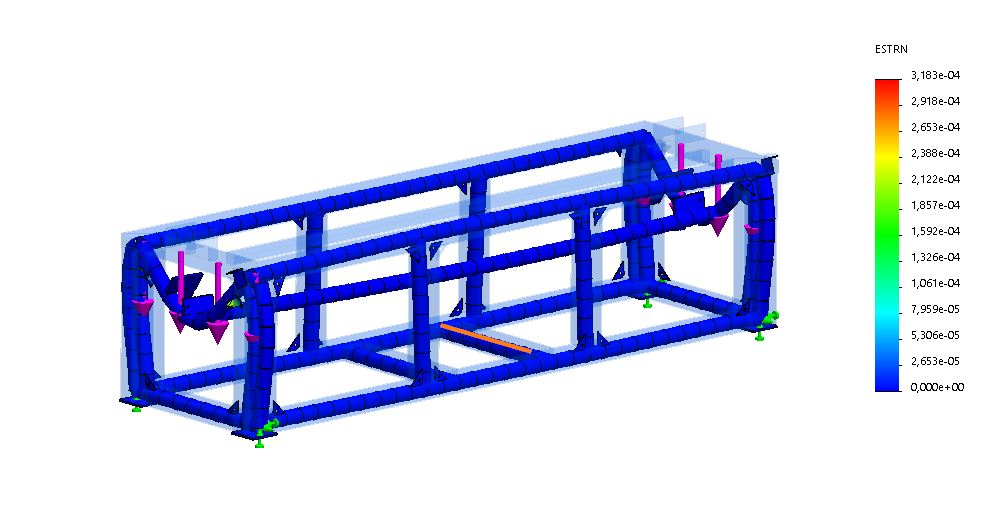 ESTRN
3,183e-04
2,918e-04
2,653e-04
2,388e-04
2,122e-04
1,857e-04
1,592e-04
1,326e-04
1,061e-04
7,959e-05
5,306e-05
2,653e-05
0,000e+00